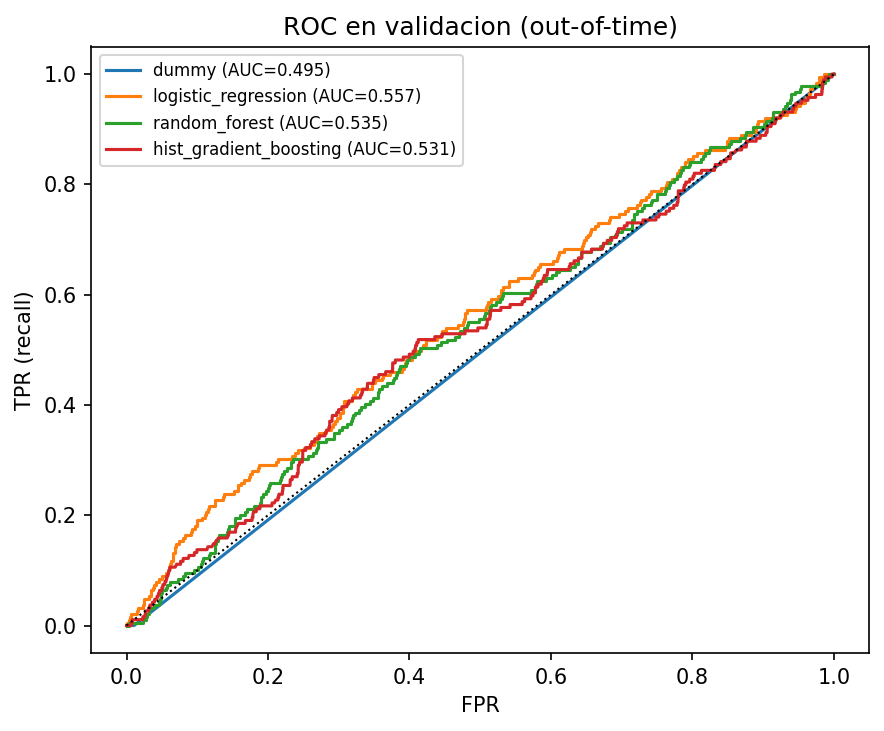 ROC en validacion (out-of-time)
dummy (AUC=0.495)
logistic_regression (AUC=0.557)
random_forest (AUC=0.535)
hist_gradient_boosting (AUC=0.531)
TPR (recall)
1.0
0.8
0.6
0.4
0.2
0.0
0.0 0.2 0.4 0.6 0.8 1.0
FPR